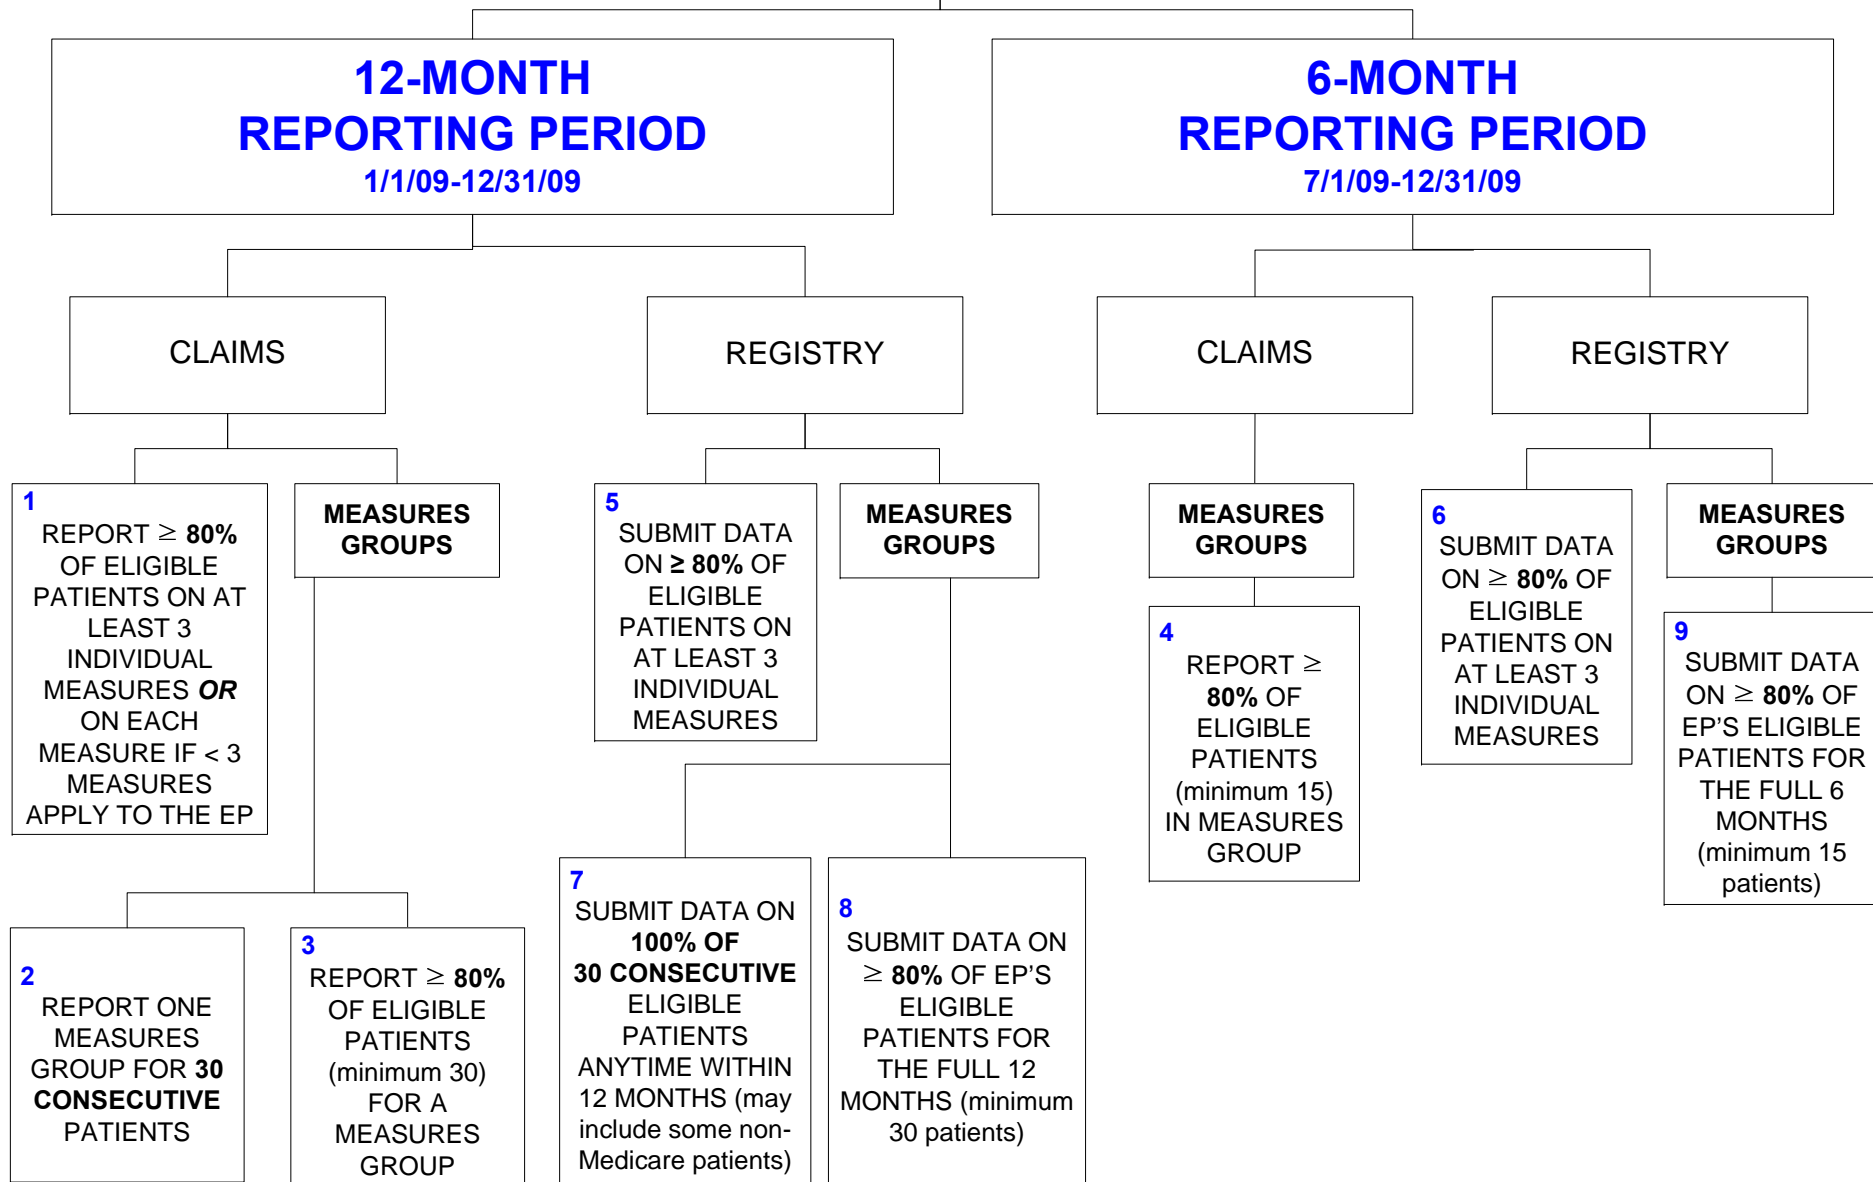 12-MONTH
REPORTING PERIOD
1/1/09-12/31/09
6-MONTH
REPORTING PERIOD
7/1/09-12/31/09
CLAIMS
REGISTRY
CLAIMS
REGISTRY
1
REPORT ≥ 80%
OF ELIGIBLE
PATIENTS ON AT
LEAST 3
INDIVIDUAL
MEASURES OR
ON EACH
MEASURE IF < 3
MEASURES
APPLY TO THE EP
MEASURES
GROUPS
5
SUBMIT DATA
ON ≥ 80% OF
ELIGIBLE
PATIENTS ON
AT LEAST 3
INDIVIDUAL
MEASURES
MEASURES
GROUPS
MEASURES
GROUPS
6
SUBMIT DATA
ON ≥ 80% OF
ELIGIBLE
PATIENTS ON
AT LEAST 3
INDIVIDUAL
MEASURES
MEASURES
GROUPS
4
REPORT ≥
80% OF
ELIGIBLE
PATIENTS
(minimum 15)
IN MEASURES
GROUP
9
SUBMIT DATA
ON ≥ 80% OF
EP'S ELIGIBLE
PATIENTS FOR
THE FULL 6
MONTHS
(minimum 15
patients)
2
REPORT ONE
MEASURES
GROUP FOR 30
CONSECUTIVE
PATIENTS
3
REPORT ≥ 80%
OF ELIGIBLE
PATIENTS
(minimum 30)
FOR A
MEASURES
GROUP
7
SUBMIT DATA ON
100% OF
30 CONSECUTIVE
ELIGIBLE
PATIENTS
ANYTIME WITHIN
12 MONTHS (may
include some non-
Medicare patients)
8
SUBMIT DATA ON
≥ 80% OF EP'S
ELIGIBLE
PATIENTS FOR
THE FULL 12
MONTHS (minimum
30 patients)